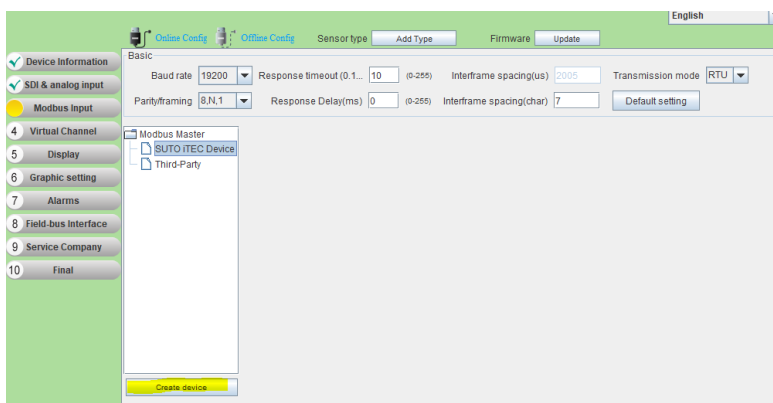 English
Online Config Offline Config Sensor type Add Type Firmware Update
Device Information
SDI & analog input
Modbus Input
4 Virtual Channel
5 Display
6 Graphic setting
7 Alarms
8 Field-bus Interface
9 Service Company
10 Final
Basic
Baud rate 19200 Response timeout (0.1... 10 (0-255) Interframe spacing(us) 2005 Transmission mode RTU
Parity/framing 8,N,1 Response Delay(ms) 0 (0-255) Interframe spacing(char) 7 Default setting
Modbus Master
SUTO iTEC Device
Third-Party
Create device